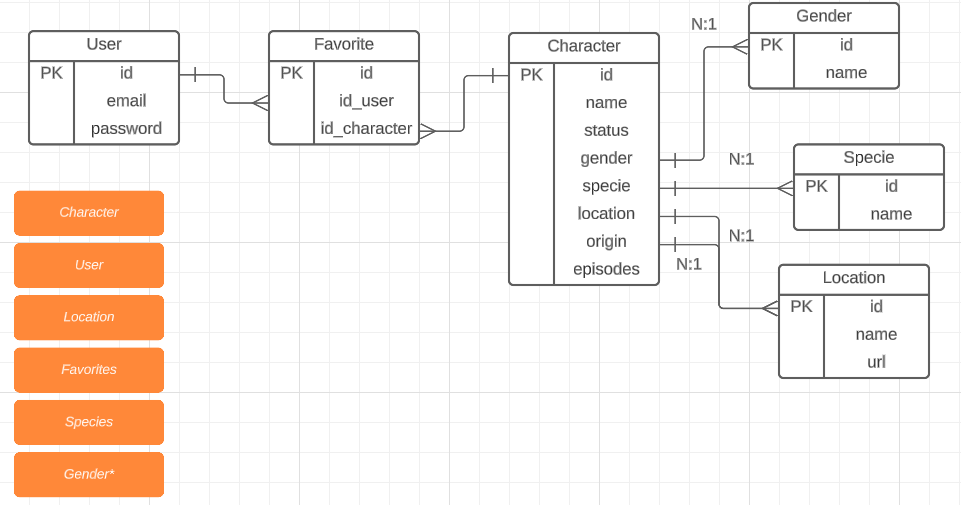 User
PK id
email
password
Favorite
PK id
id_user
id_character
Character
PK id
name
status
gender
specie
location
origin
episodes
N:1
Gender
PK id
name
N:1
Specie
PK id
name
N:1
N:1
Location
PK id
name
url
Character
User
Location
Favorites
Species
Gender*